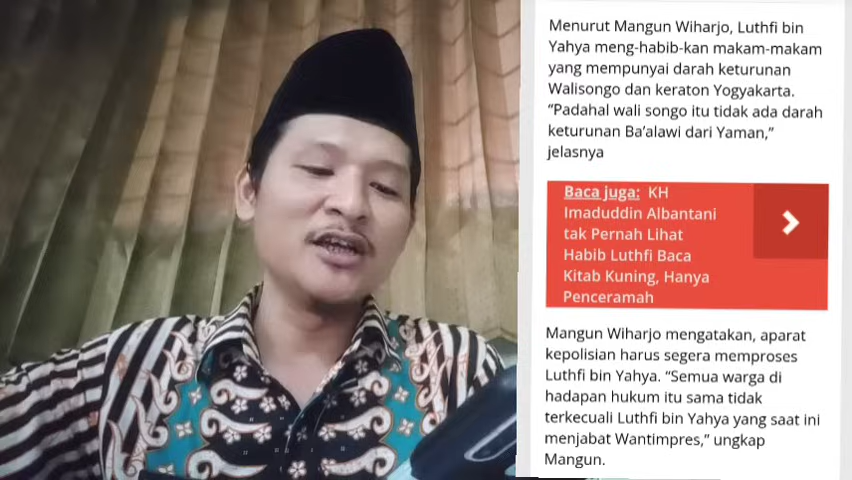 Menurut Mangun Wiharjo, Luthfi bin
Yahya meng-habib-kan makam-makam
yang mempunyai darah keturunan
Walisongo dan keraton Yogyakarta.
“Padahal wali songo itu tidak ada darah
keturunan Ba’alawi dari Yaman,”
jelasnya
Baca juga: KH
Imaduddin Albantani
tak Pernah Lihat
Habib Luthfi Baca
Kitab Kuning, Hanya
Penceramah
Mangun Wiharjo mengatakan, aparat
kepolisian harus segera memproses
Luthfi bin Yahya. “Semua warga di
hadapan hukum itu sama tidak
terkecuali Luthfi bin Yahya yang saat ini
menjabat Wantimpres,” ungkap
Mangun.